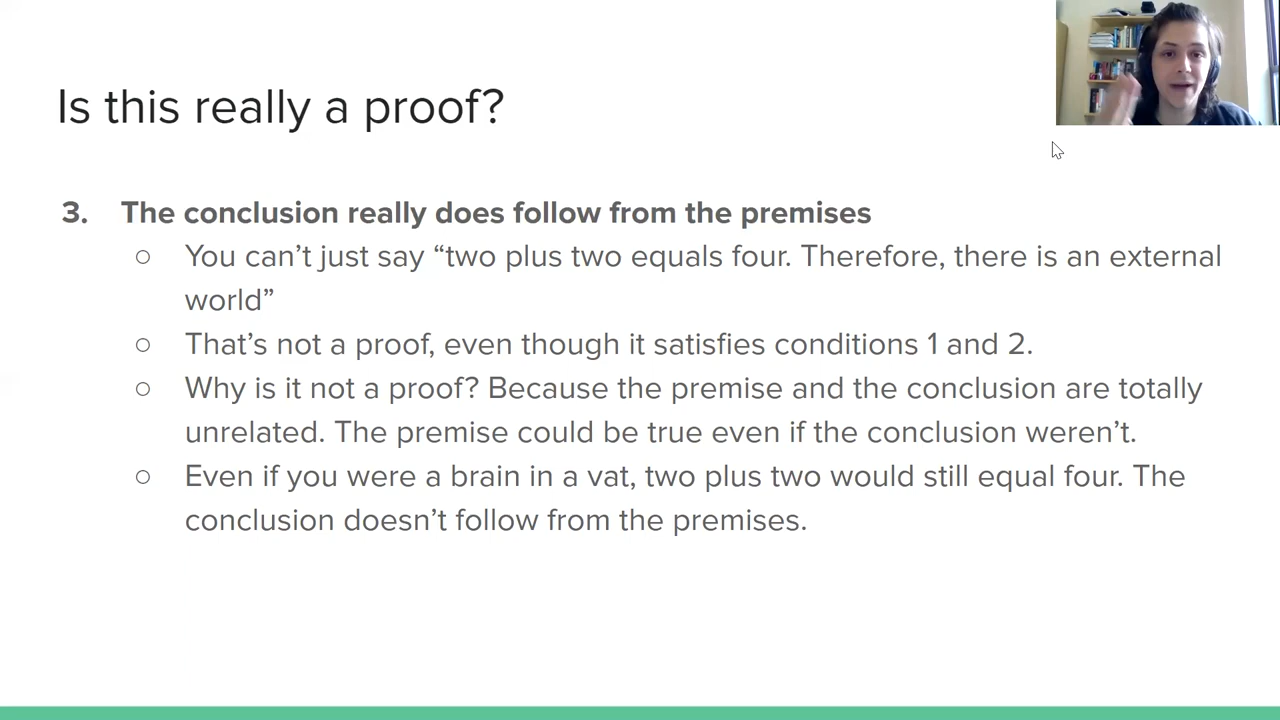 Is this really a proof?
3. The conclusion really does follow from the premises
○ You can’t just say “two plus two equals four. Therefore, there is an external
world”
○ That’s not a proof, even though it satisfies conditions 1 and 2.
○ Why is it not a proof? Because the premise and the conclusion are totally
unrelated. The premise could be true even if the conclusion weren’t.
○ Even if you were a brain in a vat, two plus two would still equal four. The
conclusion doesn’t follow from the premises.